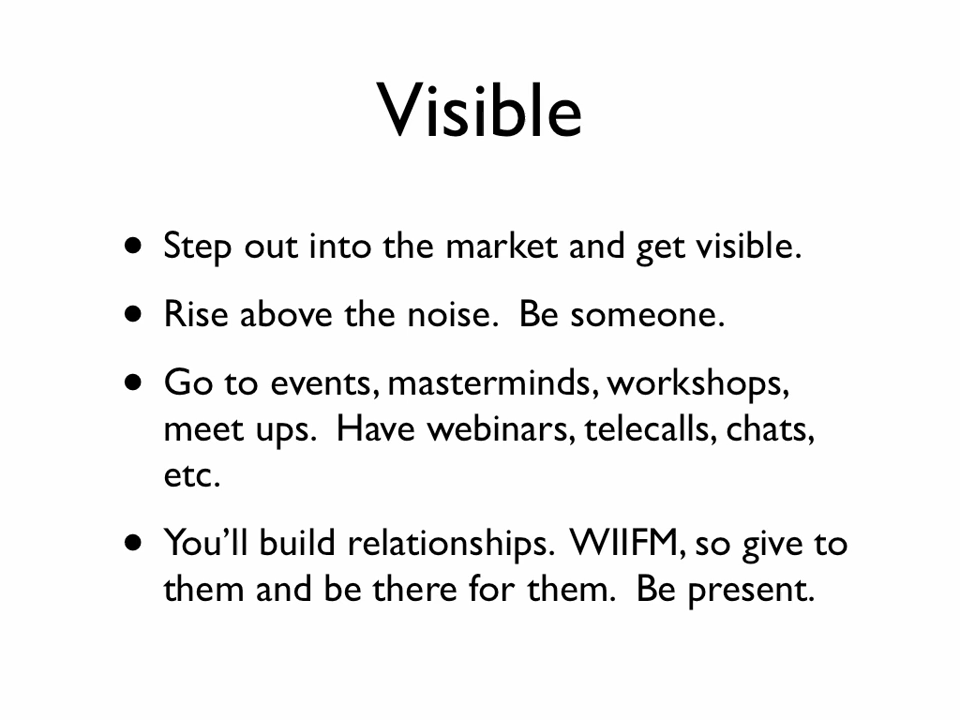 Visible
• Step out into the market and get visible.
• Rise above the noise.  Be someone.
• Go to events, masterminds, workshops,
meet ups.  Have webinars, telecalls, chats,
etc.
• You’ll build relationships.  WIIFM, so give to
them and be there for them.  Be present.